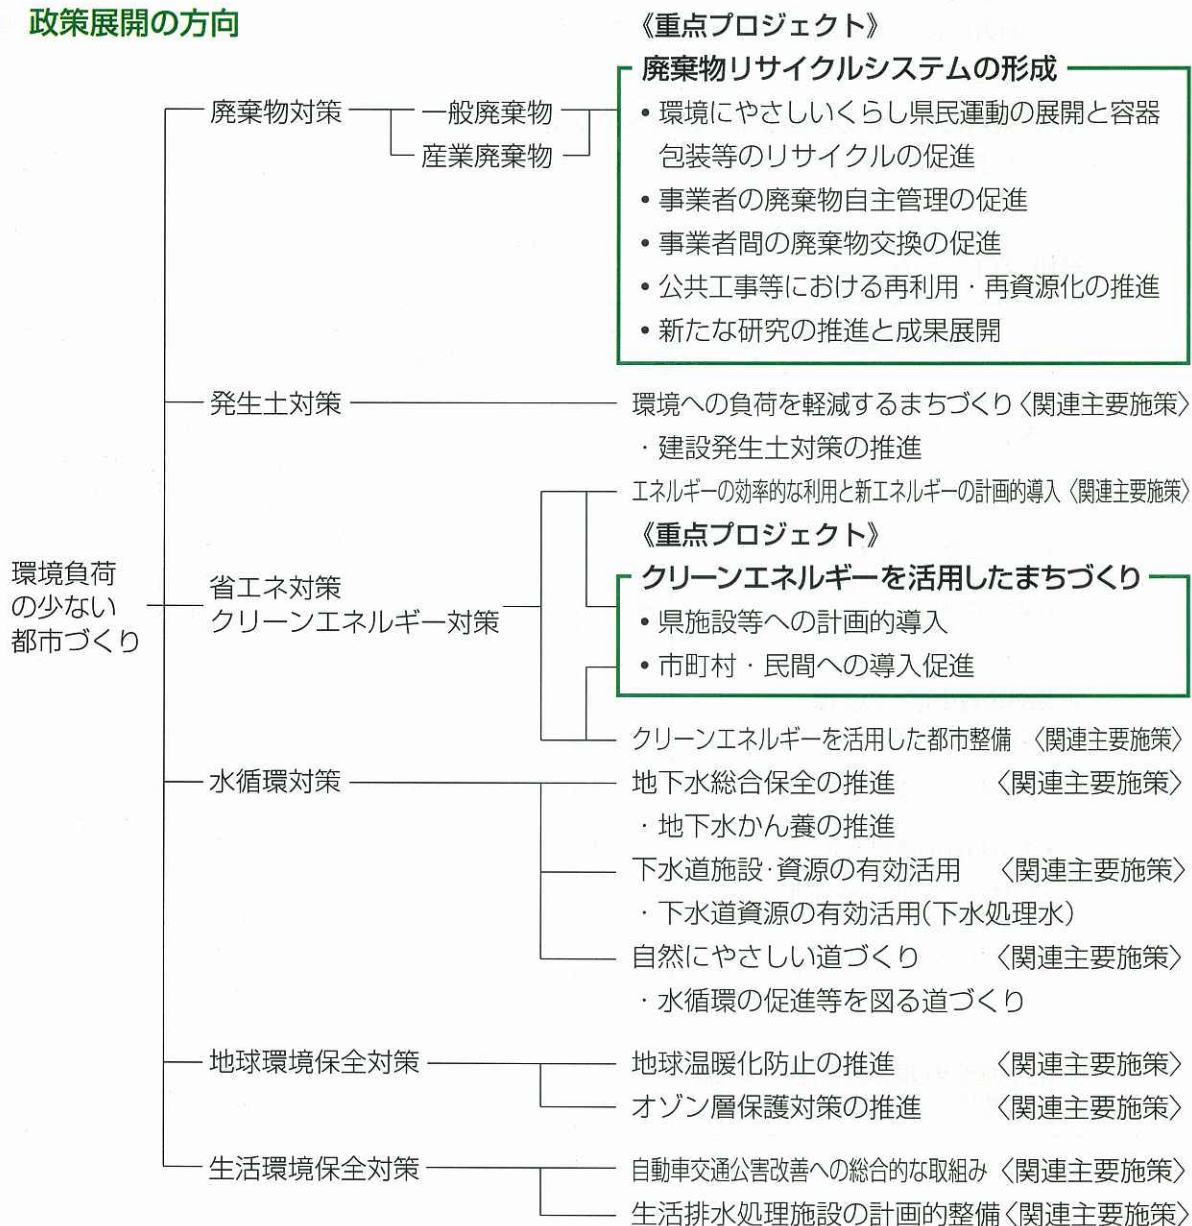 政策展開の方向
《重点プロジェクト》
廃棄物リサイクルシステムの形成
廃棄物対策
一般廃棄物
産業廃棄物
•環境にやさしいくらし県民運動の展開と容器
包装等のリサイクルの促進
•事業者の廃棄物自主管理の促進
•事業者間の廃棄物交換の促進
•公共工事等における再利用・再資源化の推進
•新たな研究の推進と成果展開
発生土対策
環境への負荷を軽減するまちづくり〈関連主要施策〉
・建設発生土対策の推進
エネルギーの効率的な利用と新エネルギーの計画的導入〈関連主要施策〉
《重点プロジェクト》
クリーンエネルギーを活用したまちづくり
環境負荷
の少ない
都市づくり
省エネ対策
クリーンエネルギー対策
•県施設等への計画的導入
•市町村・民間への導入促進
クリーンエネルギーを活用した都市整備 〈関連主要施策〉
水循環対策
地下水総合保全の推進 〈関連主要施策〉
・地下水かん養の推進
下水道施設・資源の有効活用 〈関連主要施策〉
・下水道資源の有効活用(下水処理水)
自然にやさしい道づくり 〈関連主要施策〉
・水循環の促進等を図る道づくり
地球環境保全対策
地球温暖化防止の推進 〈関連主要施策〉
オゾン層保護対策の推進 〈関連主要施策〉
生活環境保全対策
自動車交通公害改善への総合的な取組み〈関連主要施策〉
生活排水処理施設の計画的整備〈関連主要施策〉